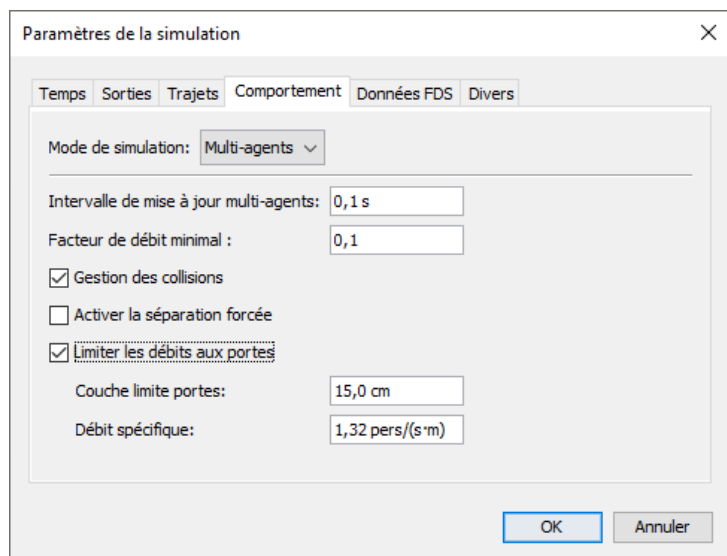 Paramètres de la simulation
Temps Sorties Trajets Comportement Données FDS Divers
Mode de simulation: Multi-agents
Intervalle de mise à jour multi-agents: 0,1 s
Facteur de débit minimal : 0,1
Gestion des collisions
Activer la séparation forcée
Limiter les débits aux portes
Couche limite portes: 15,0 cm
Débit spécifique: 1,32 pers/(s·m)
OK Annuler